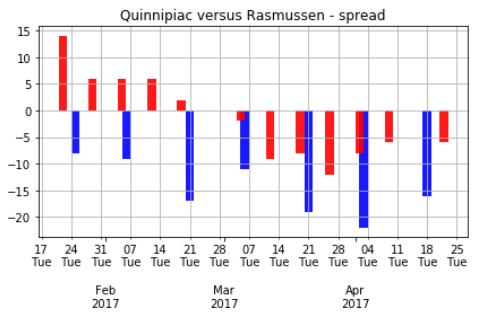 Quinnipiac versus Rasmussen - spread
15
10
5
0
−5
−10
−15
−20
17 24 31 07 14 21 28 07 14 21 28 04 11 18 25
Tue Tue Tue Tue Tue Tue Tue Tue Tue Tue Tue Tue Tue Tue Tue
Feb Mar Apr
2017 2017 2017